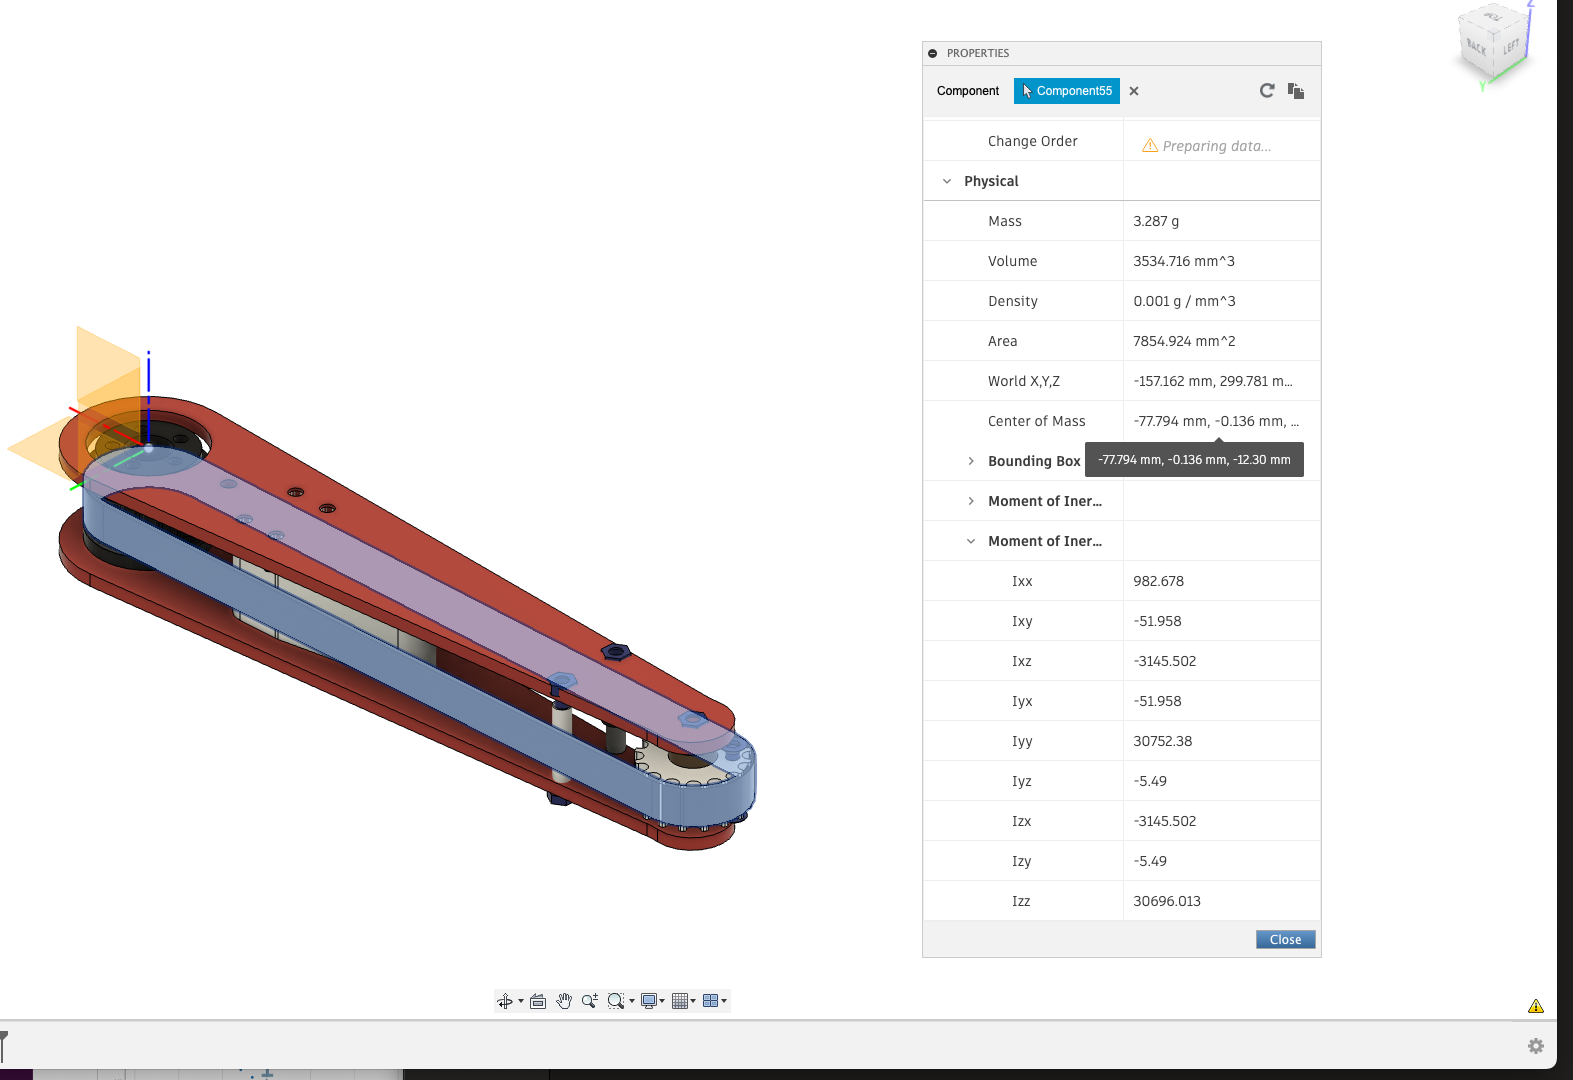 Z
TOP
BACK
LEFT
Y
PROPERTIES
Component Component55
Change Order Preparing data...
Physical
Mass 3.287 g
Volume 3534.716 mm^3
Density 0.001 g / mm^3
Area 7854.924 mm^2
World X,Y,Z -157.162 mm, 299.781 m...
Center of Mass -77.794 mm, -0.136 mm, ...
Bounding Box
-77.794 mm, -0.136 mm, -12.30 mm
Moment of Iner...
Moment of Iner...
Ixx 982.678
Ixy -51.958
Ixz -3145.502
Iyx -51.958
Iyy 30752.38
Iyz -5.49
Izx -3145.502
Izy -5.49
Izz 30696.013
Close